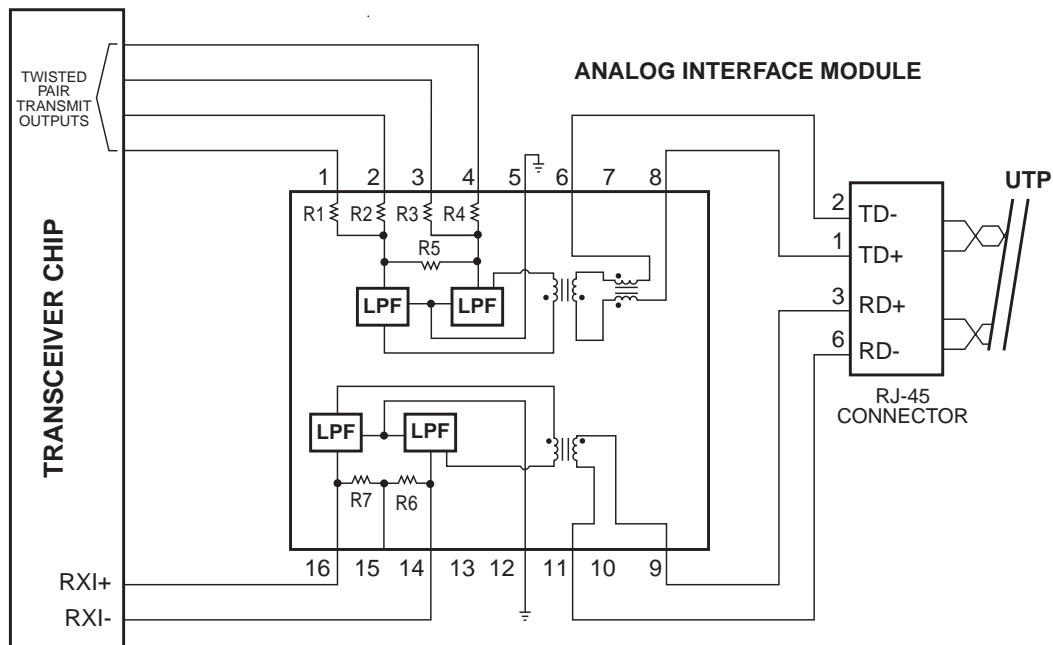 TWISTED
PAIR
TRANSMIT
OUTPUTS
ANALOG INTERFACE MODULE
1 2 3 4 5 6 7 8
R1 R2 R3 R4
R5
LPF LPF
UTP
2 TD-
1 TD+
3 RD+
6 RD-
RJ-45
CONNECTOR
TRANSCEIVER CHIP
LPF LPF
R7 R6
16 15 14 13 12 11 10 9
RXI+
RXI-